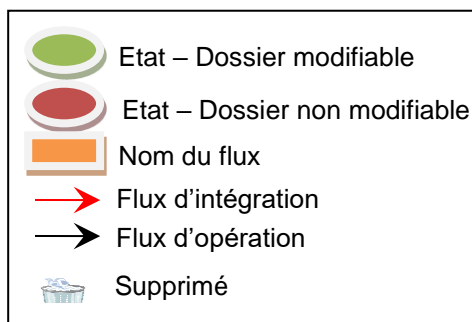 Etat – Dossier modifiable
Etat – Dossier non modifiable
Nom du flux
Flux d'intégration
Flux d'opération
Supprimé